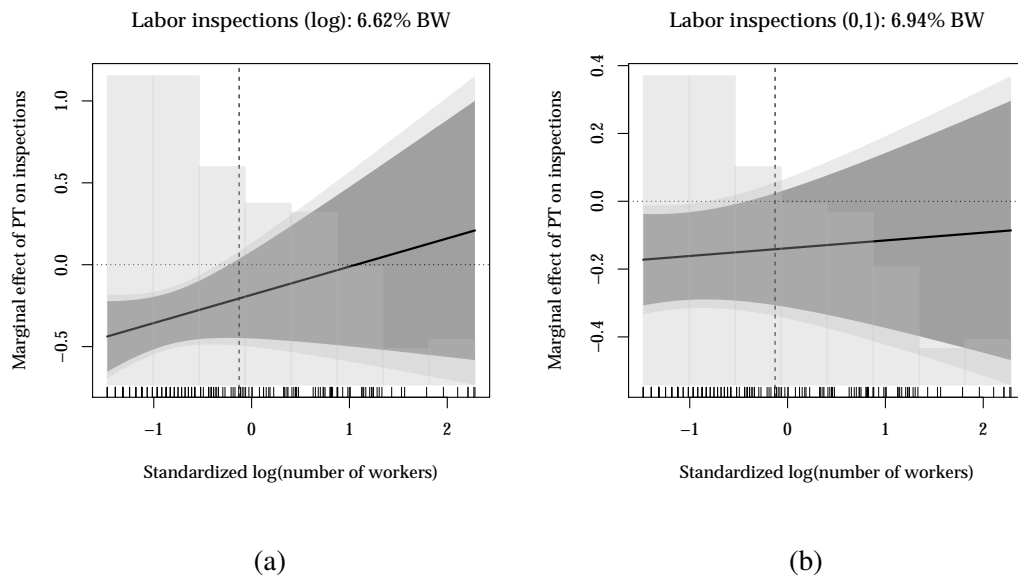 Labor inspections (log): 6.62% BW
Marginal effect of PT on inspections
1.0
0.5
0.0
−0.5
−1 0 1 2
Standardized log(number of workers)
(a)
Labor inspections (0,1): 6.94% BW
Marginal effect of PT on inspections
0.4
0.2
0.0
−0.2
−0.4
−1 0 1 2
Standardized log(number of workers)
(b)